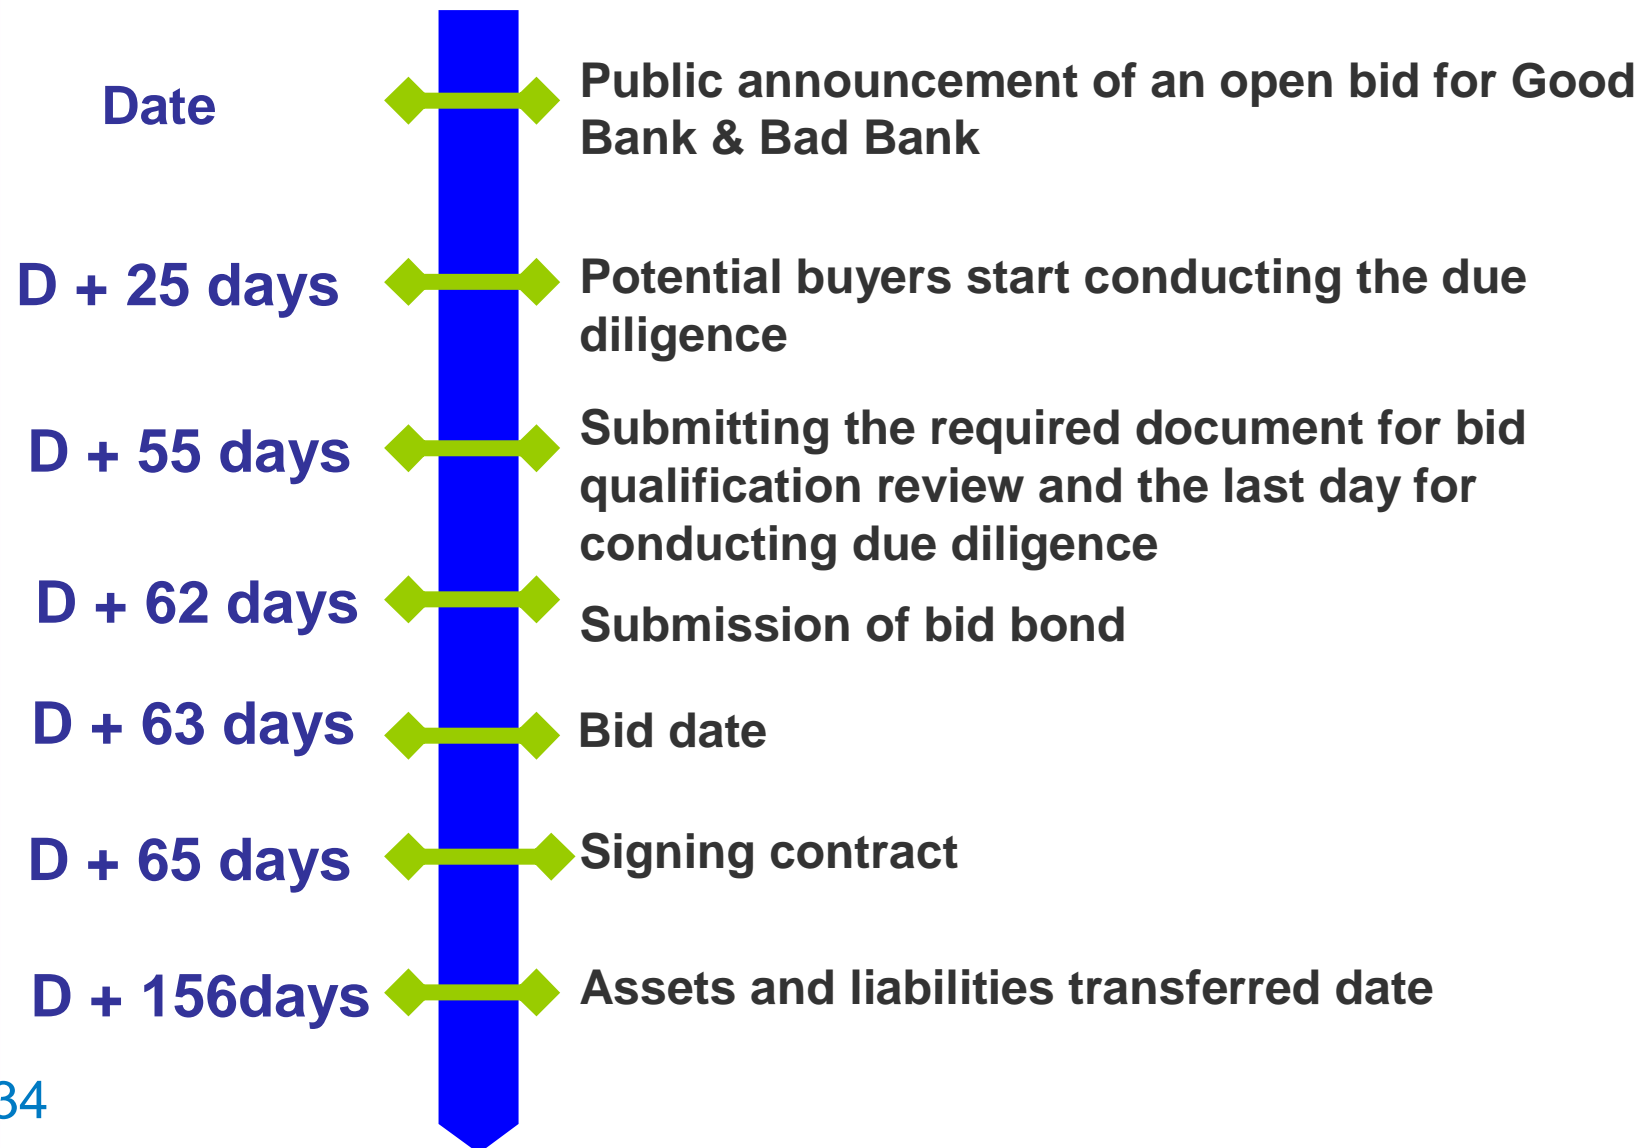 Date
Public announcement of an open bid for Good
Bank & Bad Bank
D + 25 days
Potential buyers start conducting the due
diligence
D + 55 days
Submitting the required document for bid
qualification review and the last day for
conducting due diligence
D + 62 days
Submission of bid bond
D + 63 days
Bid date
D + 65 days
Signing contract
D + 156days
Assets and liabilities transferred date
34